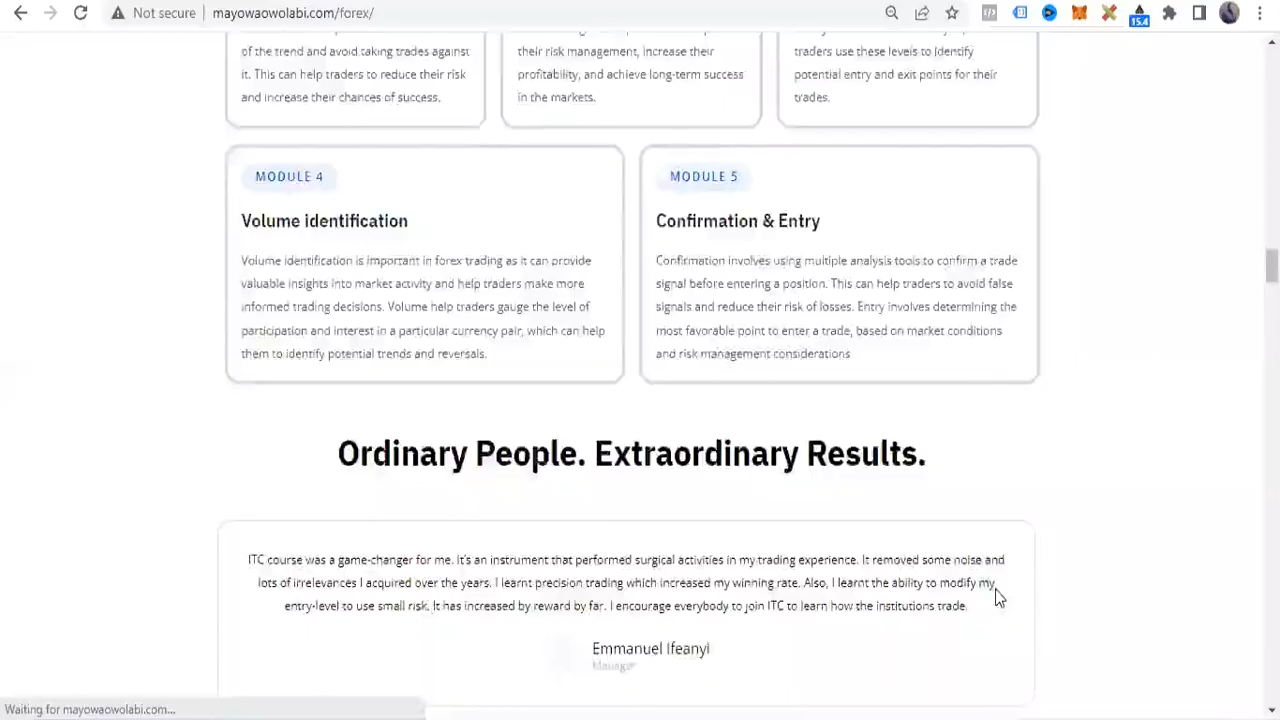 Not secure
mayowaowolabi.com/forex/
15.4
of the trend and avoid taking trades against
it. This can help traders to reduce their risk
and increase their chances of success.
their risk management, increase their
profitability, and achieve long-term success
in the markets.
traders use these levels to identify
potential entry and exit points for their
trades.
MODULE 4
Volume identification
Volume identification is important in forex trading as it can provide
valuable insights into market activity and help traders make more
informed trading decisions. Volume help traders gauge the level of
participation and interest in a particular currency pair, which can help
them to identify potential trends and reversals.
MODULE 5
Confirmation & Entry
Confirmation involves using multiple analysis tools to confirm a trade
signal before entering a position. This can help traders to avoid false
signals and reduce their risk of losses. Entry involves determining the
most favorable point to enter a trade, based on market conditions
and risk management considerations
Ordinary People. Extraordinary Results.
ITC course was a game-changer for me. It's an instrument that performed surgical activities in my trading experience. It removed some noise and
lots of irrelevances I acquired over the years. I learnt precision trading which increased my winning rate. Also, I learnt the ability to modify my
entry-level to use small risk. It has increased by reward by far. I encourage everybody to join ITC to learn how the institutions trade.
Emmanuel Ifeanyi
Manager
Waiting for mayowaowolabi.com...